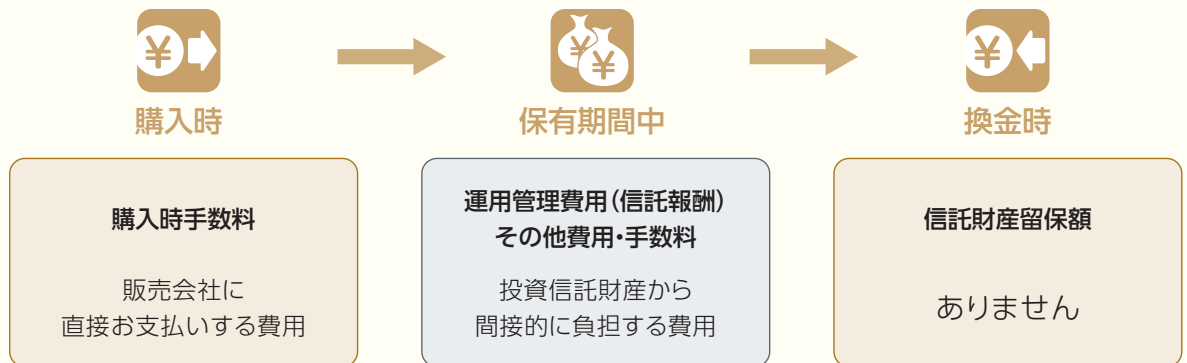 購入時
保有期間中
換金時
購入時手数料
販売会社に
直接お支払いする費用
運用管理費用(信託報酬)
その他費用・手数料
投資信託財産から
間接的に負担する費用
信託財産留保額
ありません